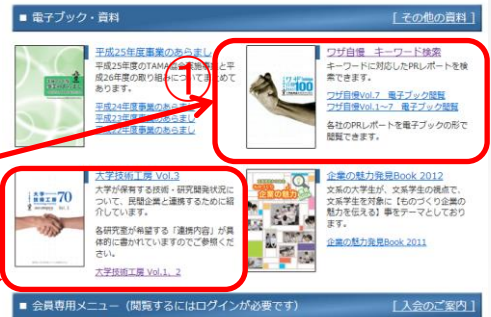 ■ 電子ブック・資料
[その他の資料]
平成25年度事業のあらまし
平成25年度のTAMA協会実施事業と平
成26年度の取り組みについてまとめて
あります。
平成24年度事業のあらまし
平成23年度事業のあらまし
平成22年度事業のあらまし
1
ワザ自慢 キーワード検索
キーワードに対応したPRレポートを検
索できます。
ワザ自慢Vol.7 電子ブック閲覧
ワザ自慢Vol.1～7 電子ブック閲覧
各社のPRレポートを電子ブックの形で
閲覧できます。
100
大学技術工房 Vol.3
大学が保有する技術・研究開発状況に
ついて、民間企業と連携するために紹
介しています。
各研究室が希望する「連携内容」が具
体的に書かれていますのでご参照くだ
さい。
大学技術工房 Vol.1、2
70
企業の魅力発見Book 2012
文系の大学生が、文系学生の視点で、
文系学生を対象に【ものづくり企業の
魅力を伝える】事をテーマとしており
ます。
企業の魅力発見Book 2011
■ 会員専用メニュー（閲覧するにはログインが必要です）
[入会のご案内]